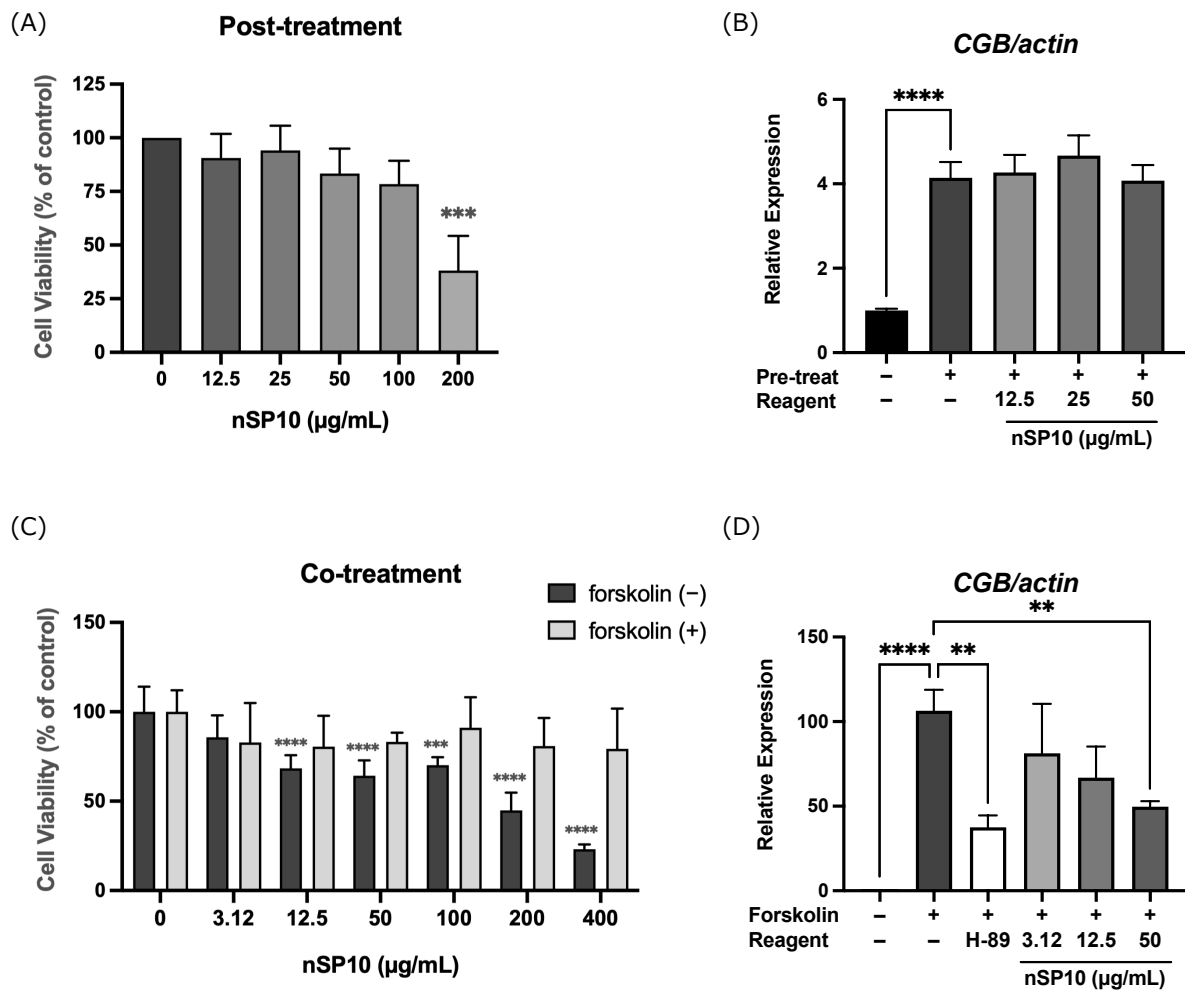 (A)
Post-treatment
Cell Viability (% of control)
125
100
75
50
25
0
***
0 12.5 25 50 100 200
nSP10 (µg/mL)
(B)
CGB/actin
Relative Expression
6
4
2
0
****
Pre-treat − + + + +
Reagent − − 12.5 25 50
nSP10 (µg/mL)
(C)
Co-treatment
forskolin (−)
forskolin (+)
Cell Viability (% of control)
150
100
50
0
**** **** *** **** ****
0 3.12 12.5 50 100 200 400
nSP10 (µg/mL)
(D)
CGB/actin
Relative Expression
150
100
50
0
**
**** **
Forskolin − + + + + +
Reagent − − H-89 3.12 12.5 50
nSP10 (µg/mL)